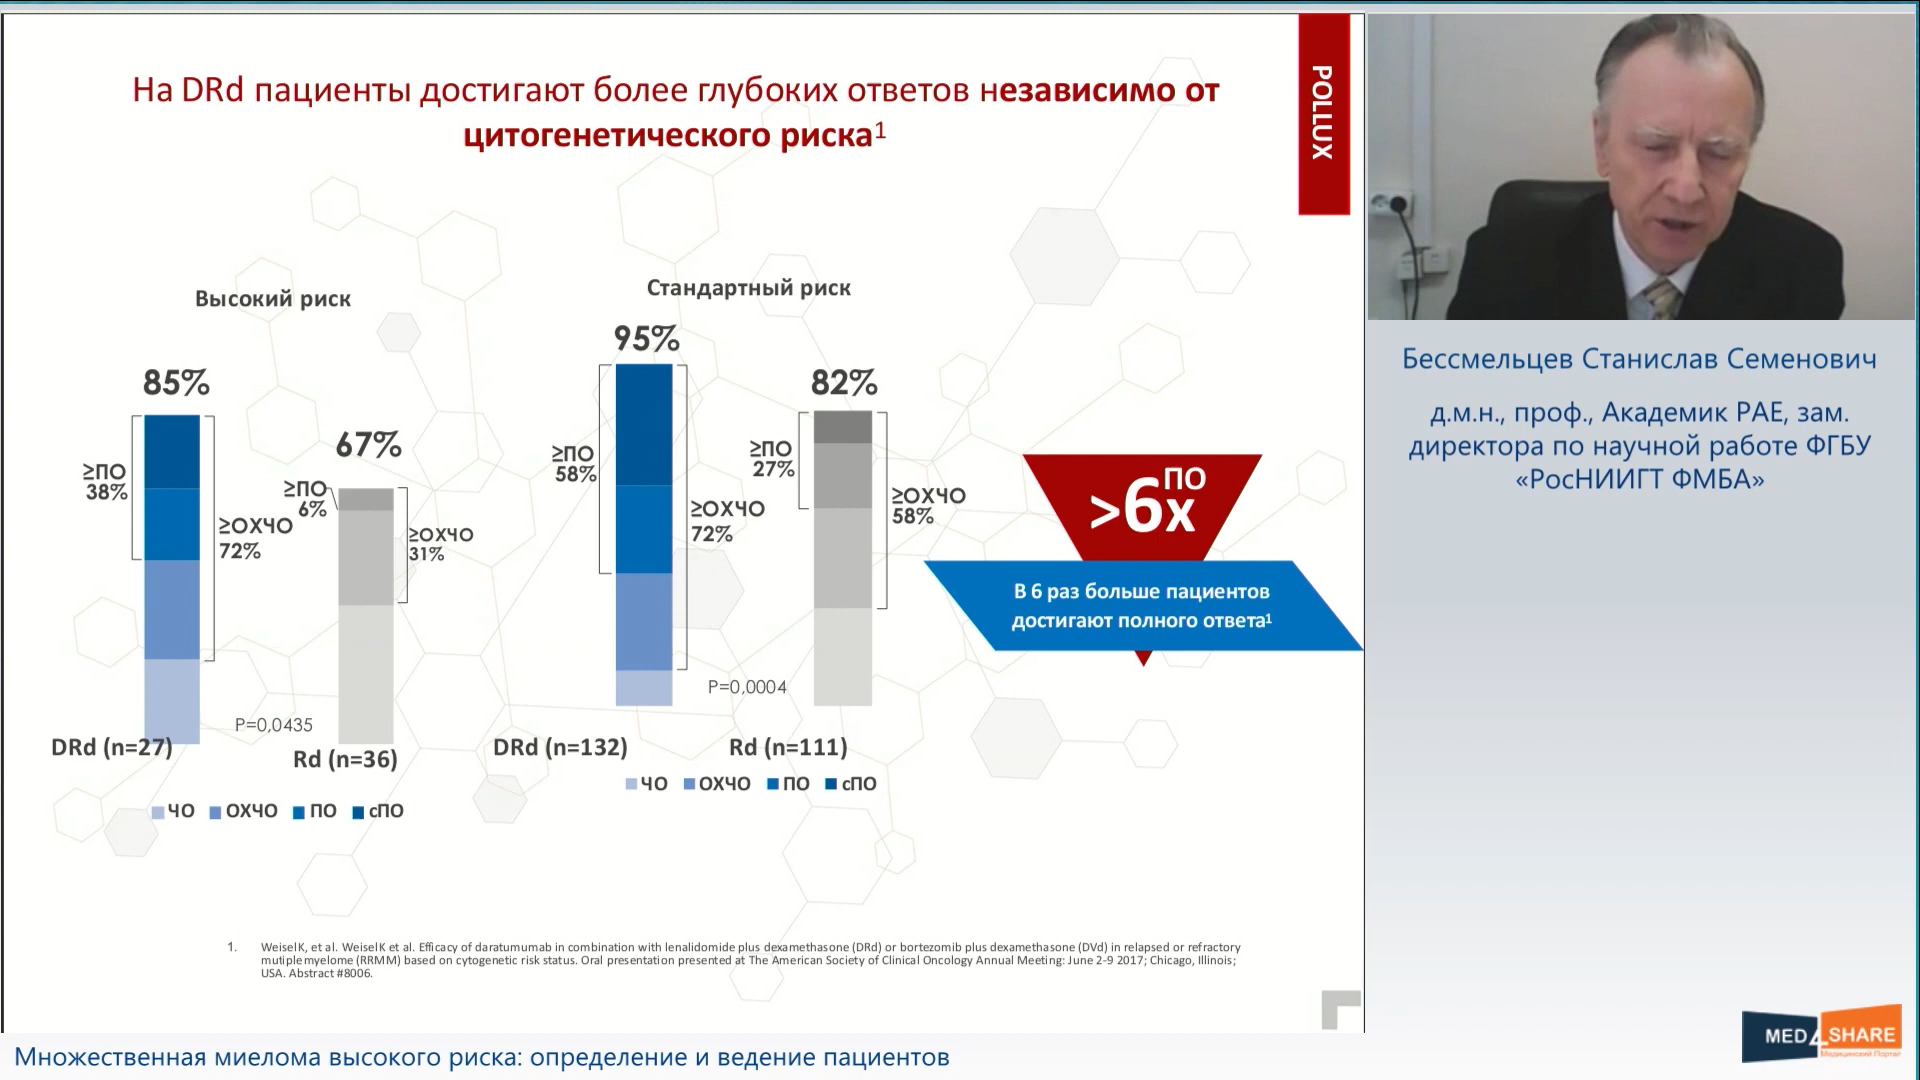 На DRd пациенты достигают более глубоких ответов независимо от
цитогенетического риска¹
POLLUX
Высокий риск
85%
≥ПО
38%
≥ОХЧО
72%
67%
≥ПО
6%
≥ОХЧО
31%
P=0,0435
DRd (n=27)
Rd (n=36)
ЧО ОХЧО ПО сПО
Стандартный риск
95%
≥ПО
58%
≥ОХЧО
72%
82%
≥ПО
27%
≥ОХЧО
58%
P=0,0004
DRd (n=132)
Rd (n=111)
ЧО ОХЧО ПО сПО
>6x ПО
В 6 раз больше пациентов
достигают полного ответа¹
1. Weisel K, et al. Weisel K et al. Efficacy of daratumumab in combination with lenalidomide plus dexamethasone (DRd) or bortezomib plus dexamethasone (DVd) in relapsed or refractory
mutiple myelome (RRMM) based on cytogenetic risk status. Oral presentation presented at The American Society of Clinical Oncology Annual Meeting: June 2-9 2017; Chicago, Illinois;
USA. Abstract #8006.
Бессмельцев Станислав Семенович
д.м.н., проф., Академик РАЕ, зам.
директора по научной работе ФГБУ
«РосНИИГТ ФМБА»
MED4SHARE
Медицинский Портал
Множественная миелома высокого риска: определение и ведение пациентов